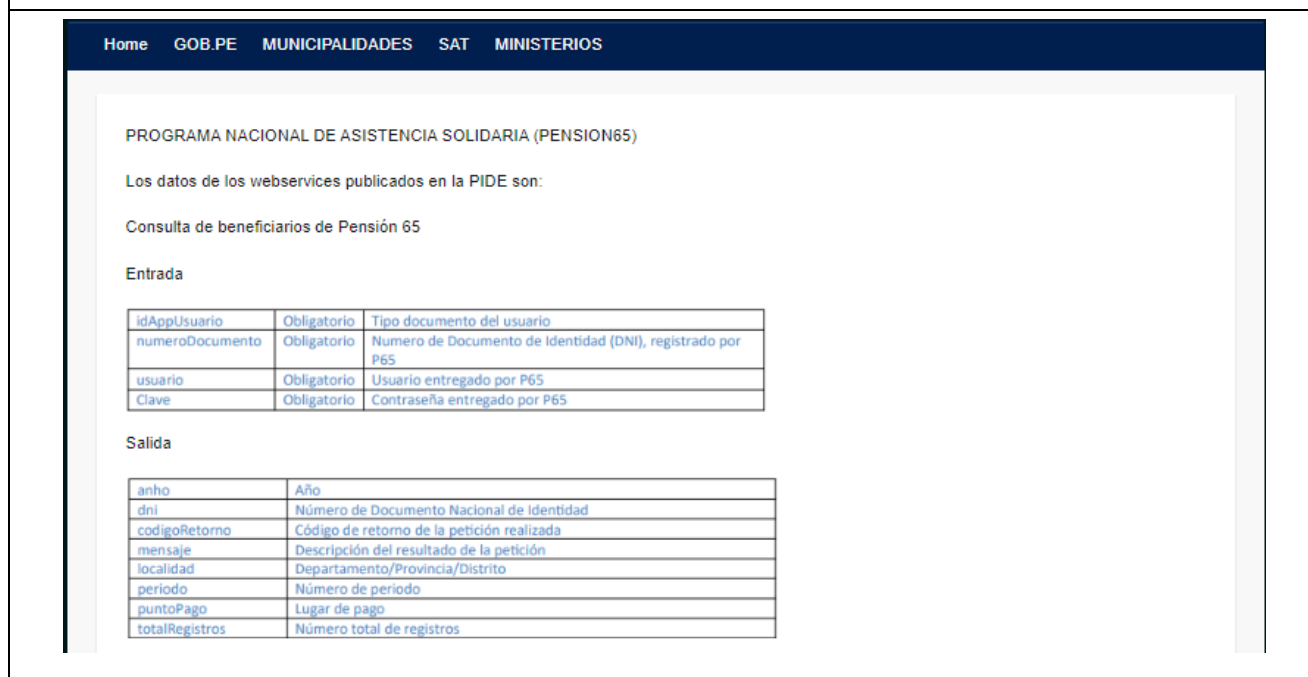 Home GOB.PE MUNICIPALIDADES SAT MINISTERIOS
PROGRAMA NACIONAL DE ASISTENCIA SOLIDARIA (PENSION65)
Los datos de los webservices publicados en la PIDE son:
Consulta de beneficiarios de Pensión 65
Entrada
idAppUsuario Obligatorio Tipo documento del usuario
numeroDocumento Obligatorio Numero de Documento de Identidad (DNI), registrado por
P65
usuario Obligatorio Usuario entregado por P65
Clave Obligatorio Contraseña entregado por P65
Salida
anho Año
dni Número de Documento Nacional de Identidad
codigoRetorno Código de retorno de la petición realizada
mensaje Descripción del resultado de la petición
localidad Departamento/Provincia/Distrito
periodo Número de periodo
puntoPago Lugar de pago
totalRegistros Número total de registros